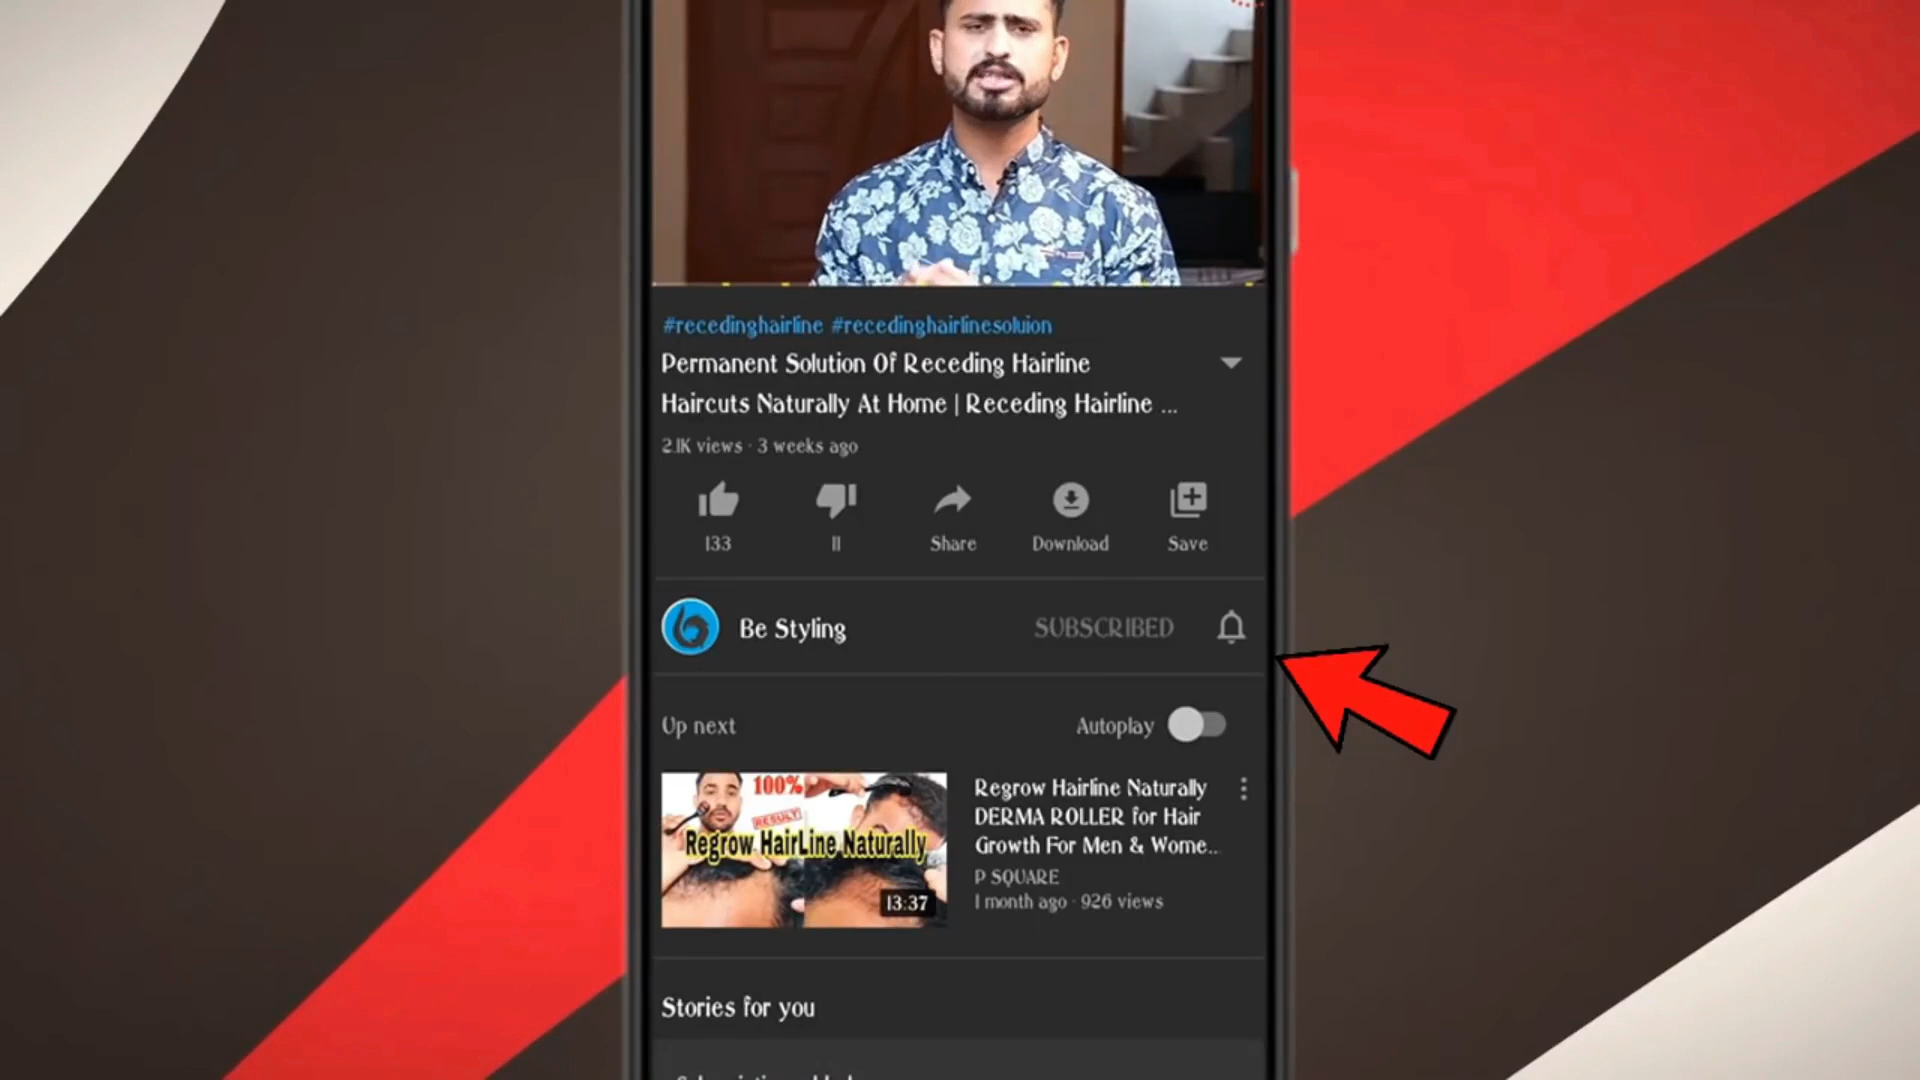 #recedinghairline #recedinghairlinesoluion
Permanent Solution Of Receding Hairline
Haircuts Naturally At Home | Receding Hairline ...
2.1K views · 3 weeks ago
133
11
Share
Download
Save
Be Styling
SUBSCRIBED
Up next
Autoplay
100%
RESULT
Regrow HairLine Naturally
13:37
Regrow Hairline Naturally
DERMA ROLLER for Hair
Growth For Men & Wome...
P SQUARE
1 month ago · 926 views
Stories for you